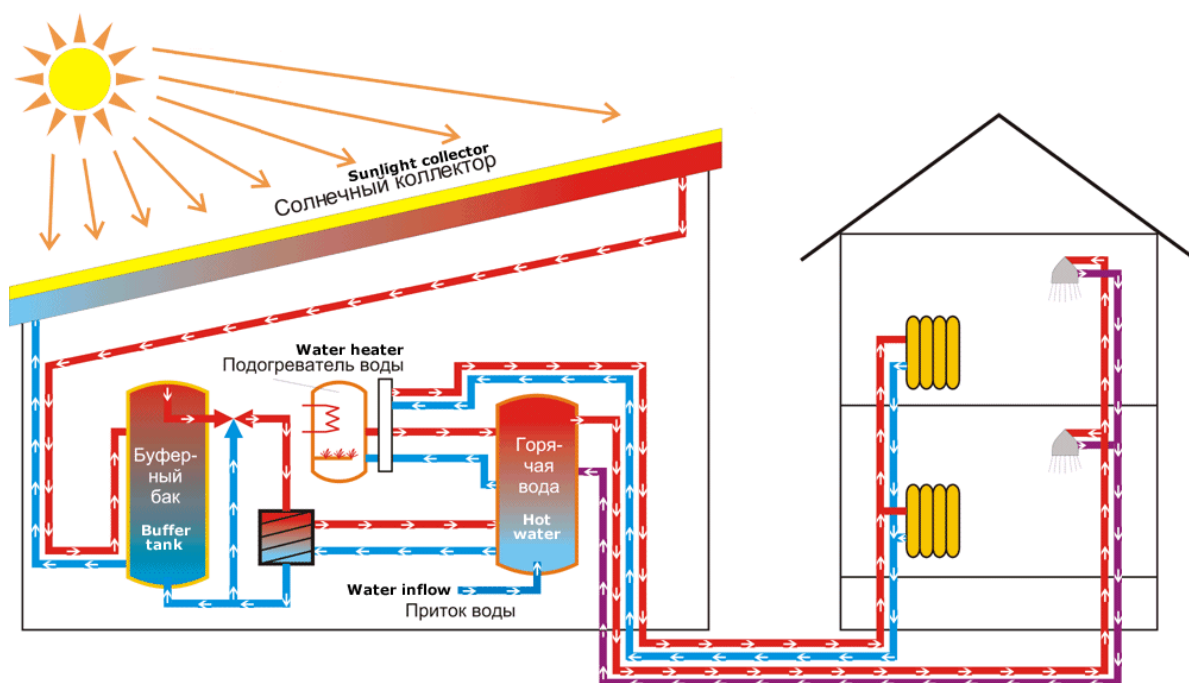 Sunlight collector
Солнечный коллектор
Water heater
Подогреватель воды
Буфер-
ный
бак
Buffer
tank
Горя-
чая
вода
Hot
water
Water inflow
Приток воды